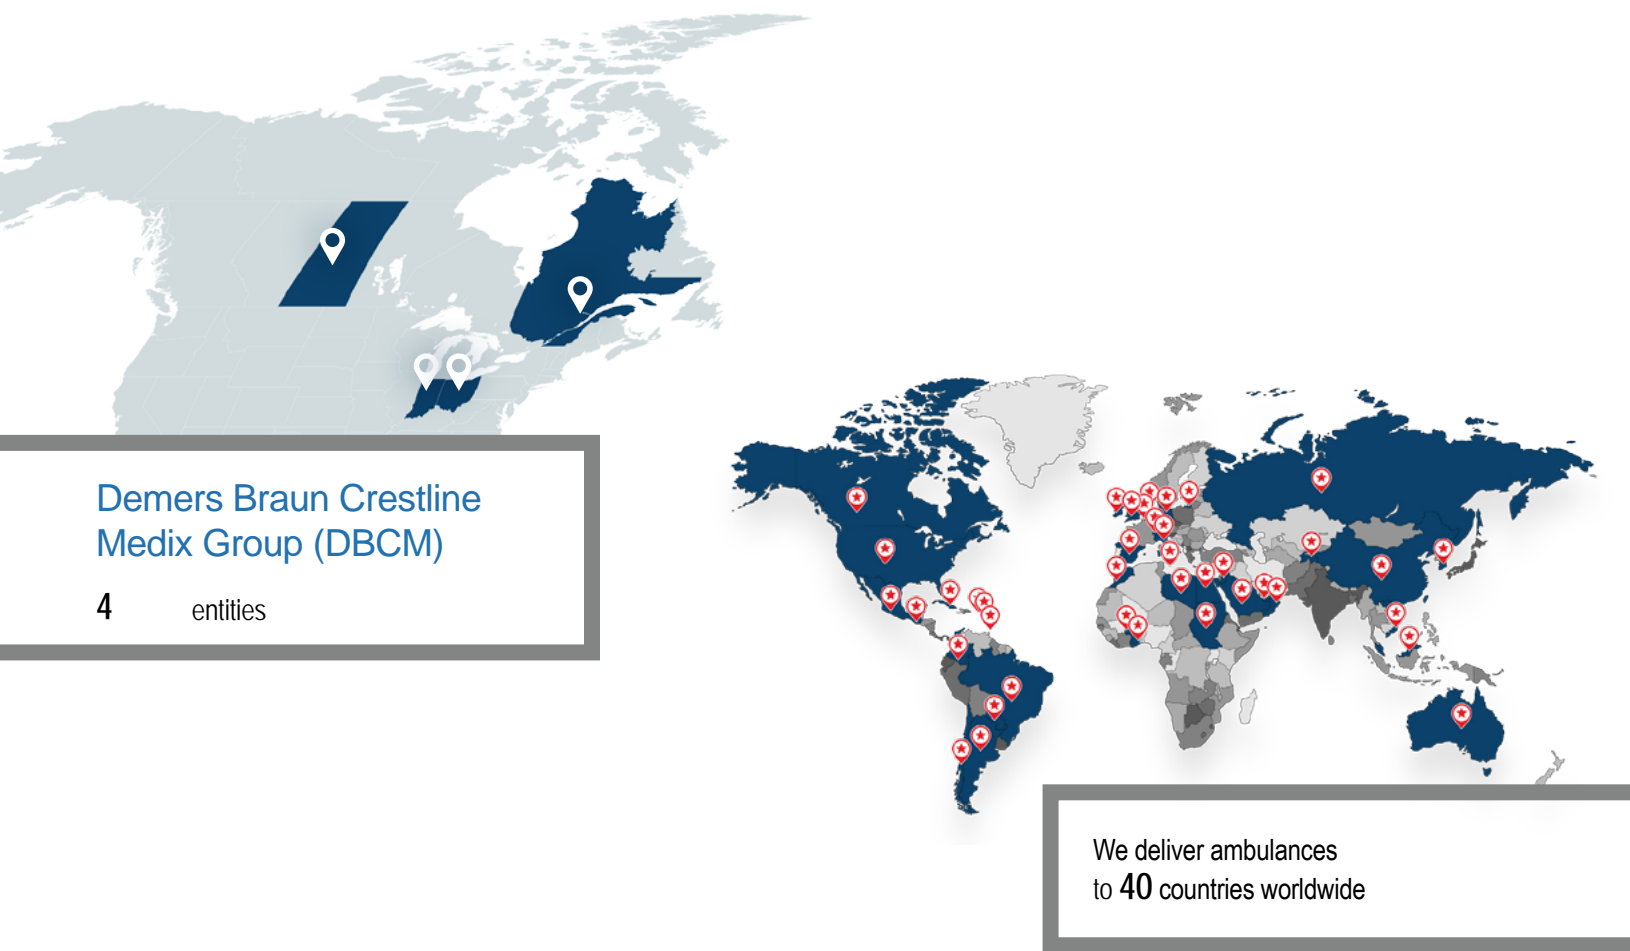 Demers Braun Crestline
Medix Group (DBCM)
4 entities
We deliver ambulances
to 40 countries worldwide